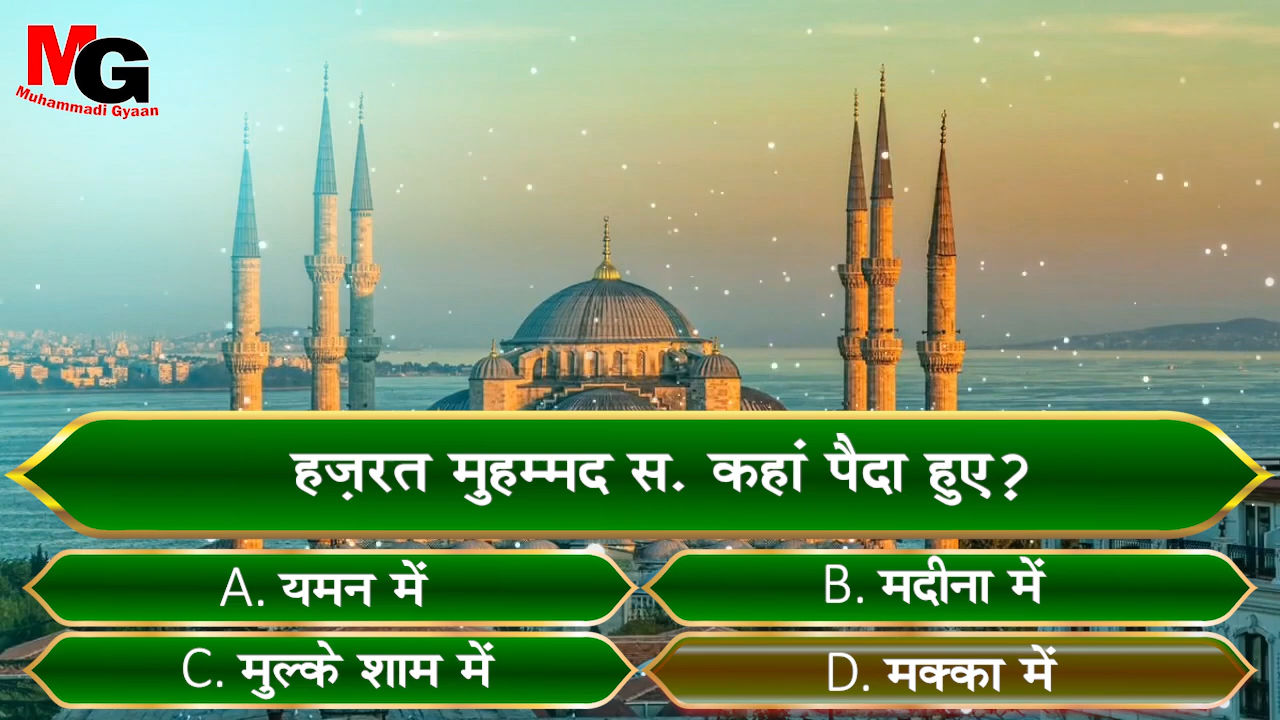 MG
Muhammadi Gyaan
हज़रत मुहम्मद स. कहां पैदा हुए?
A. यमन में
B. मदीना में
C. मुल्के शाम में
D. मक्का में